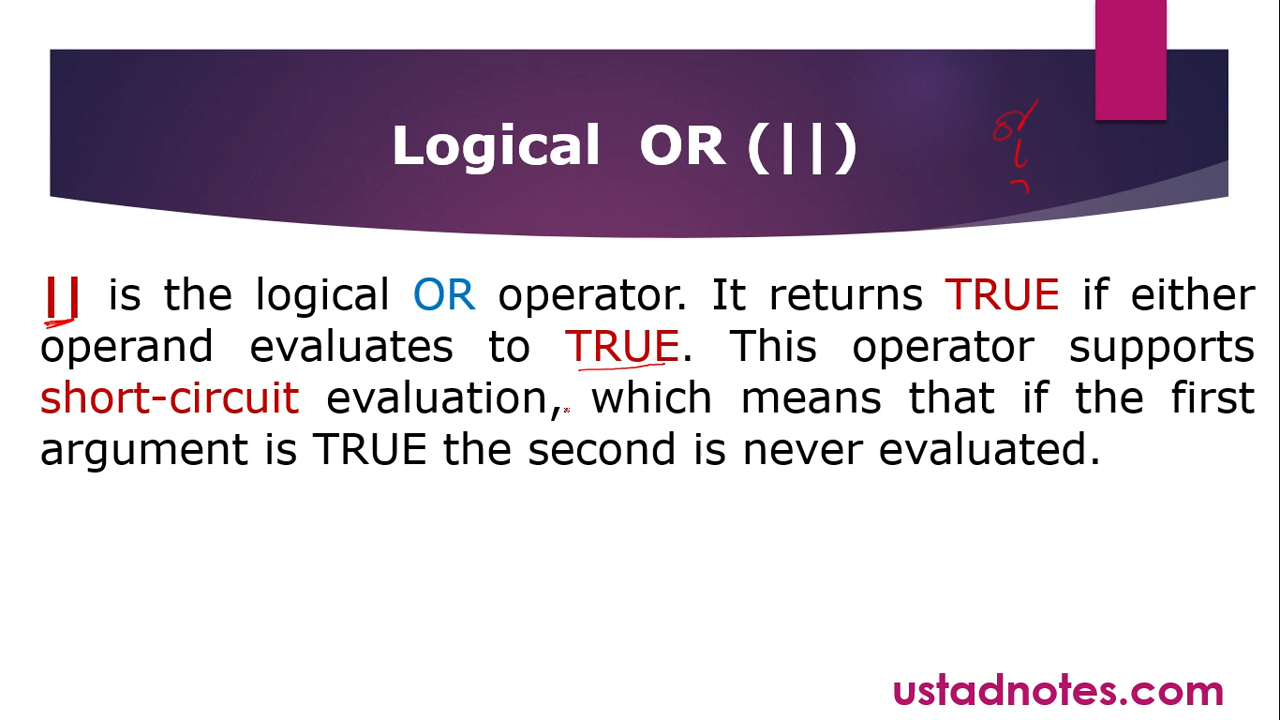 Logical OR (||)
|| is the logical OR operator. It returns TRUE if either
operand evaluates to TRUE. This operator supports
short-circuit evaluation, which means that if the first
argument is TRUE the second is never evaluated.
ustadnotes.com